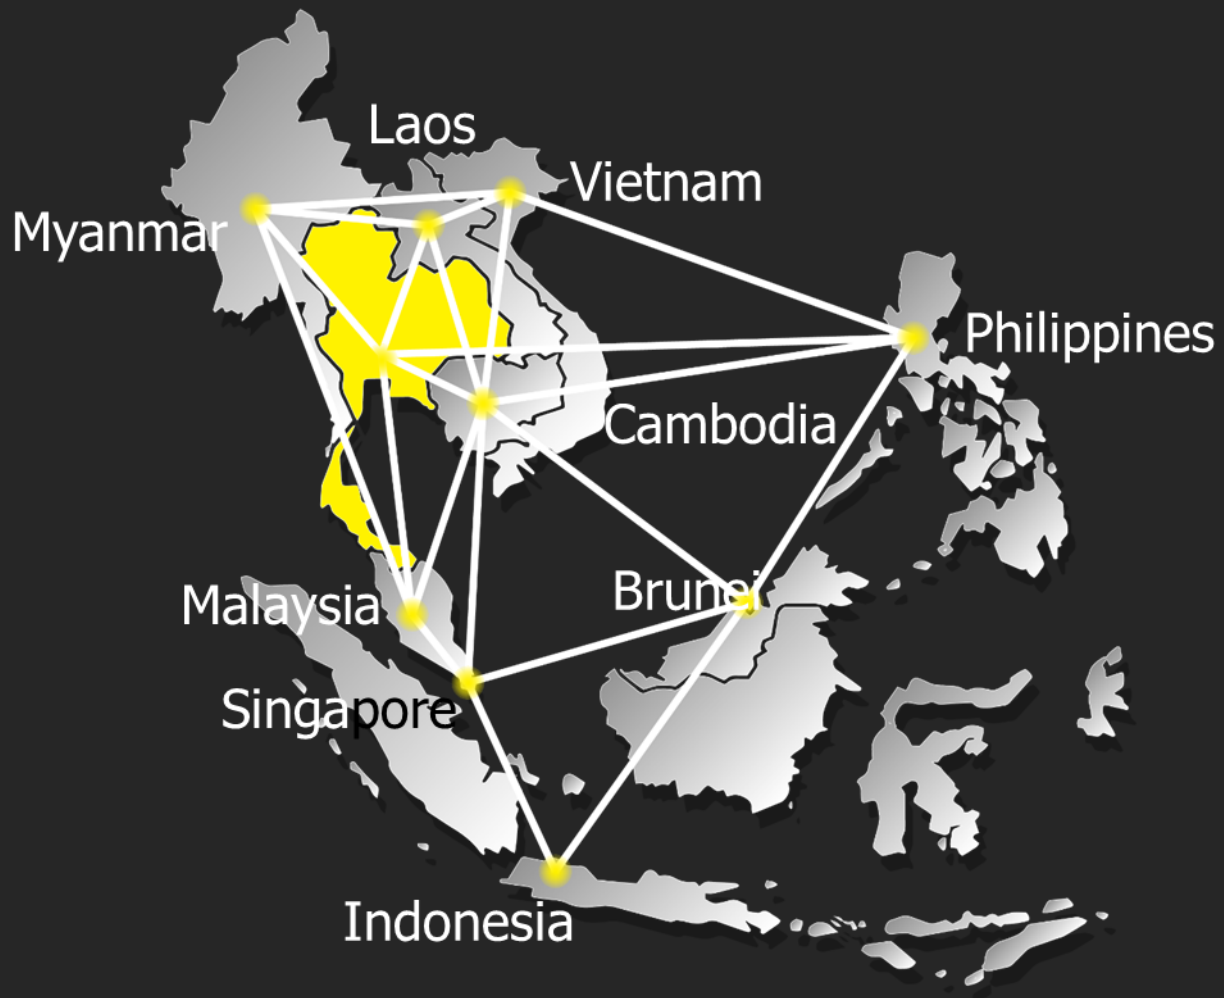 Laos
Vietnam
Myanmar
Philippines
Cambodia
Brunei
Malaysia
Singapore
Indonesia